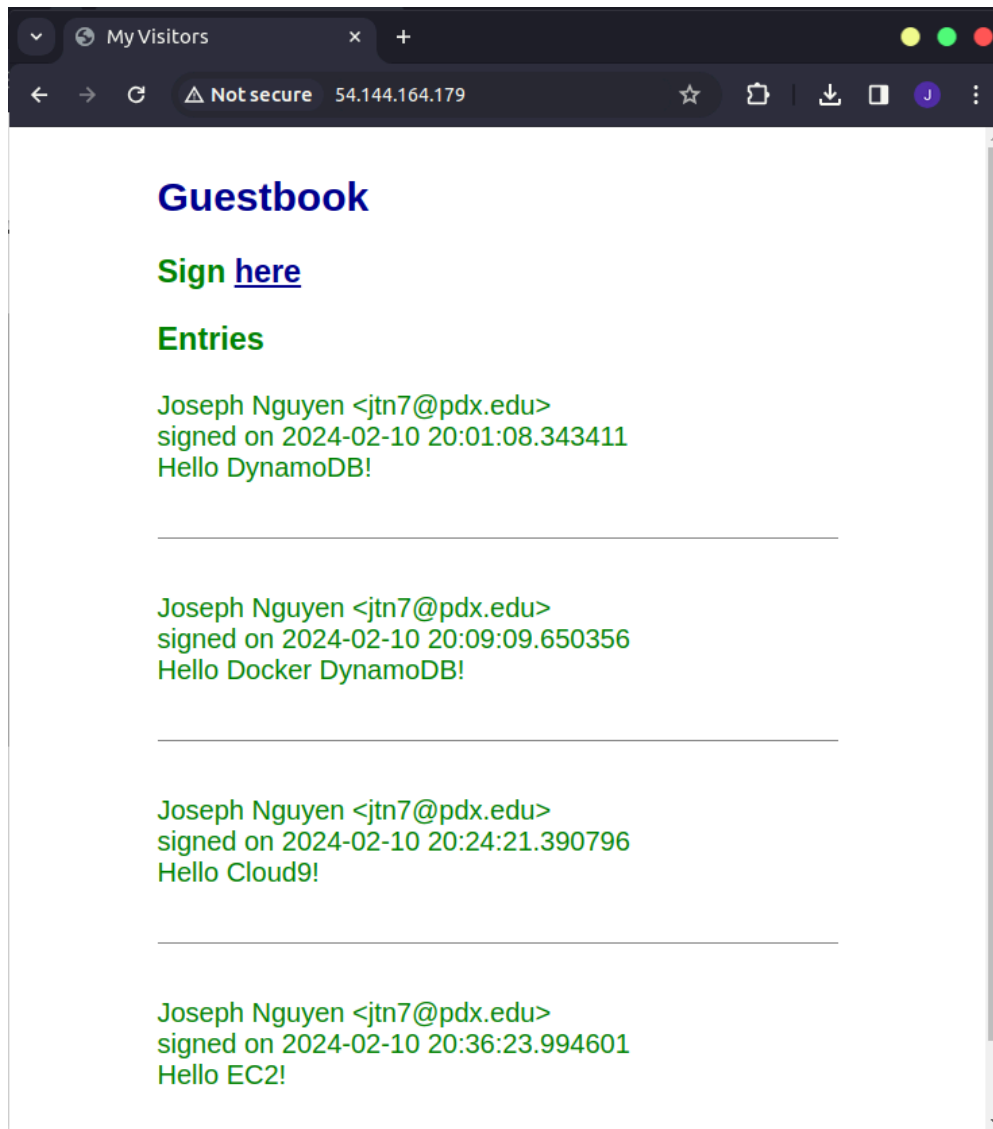 My Visitors
Not secure 54.144.164.179
J
Guestbook
Sign here
Entries
Joseph Nguyen <jtn7@pdx.edu>
signed on 2024-02-10 20:01:08.343411
Hello DynamoDB!
Joseph Nguyen <jtn7@pdx.edu>
signed on 2024-02-10 20:09:09.650356
Hello Docker DynamoDB!
Joseph Nguyen <jtn7@pdx.edu>
signed on 2024-02-10 20:24:21.390796
Hello Cloud9!
Joseph Nguyen <jtn7@pdx.edu>
signed on 2024-02-10 20:36:23.994601
Hello EC2!